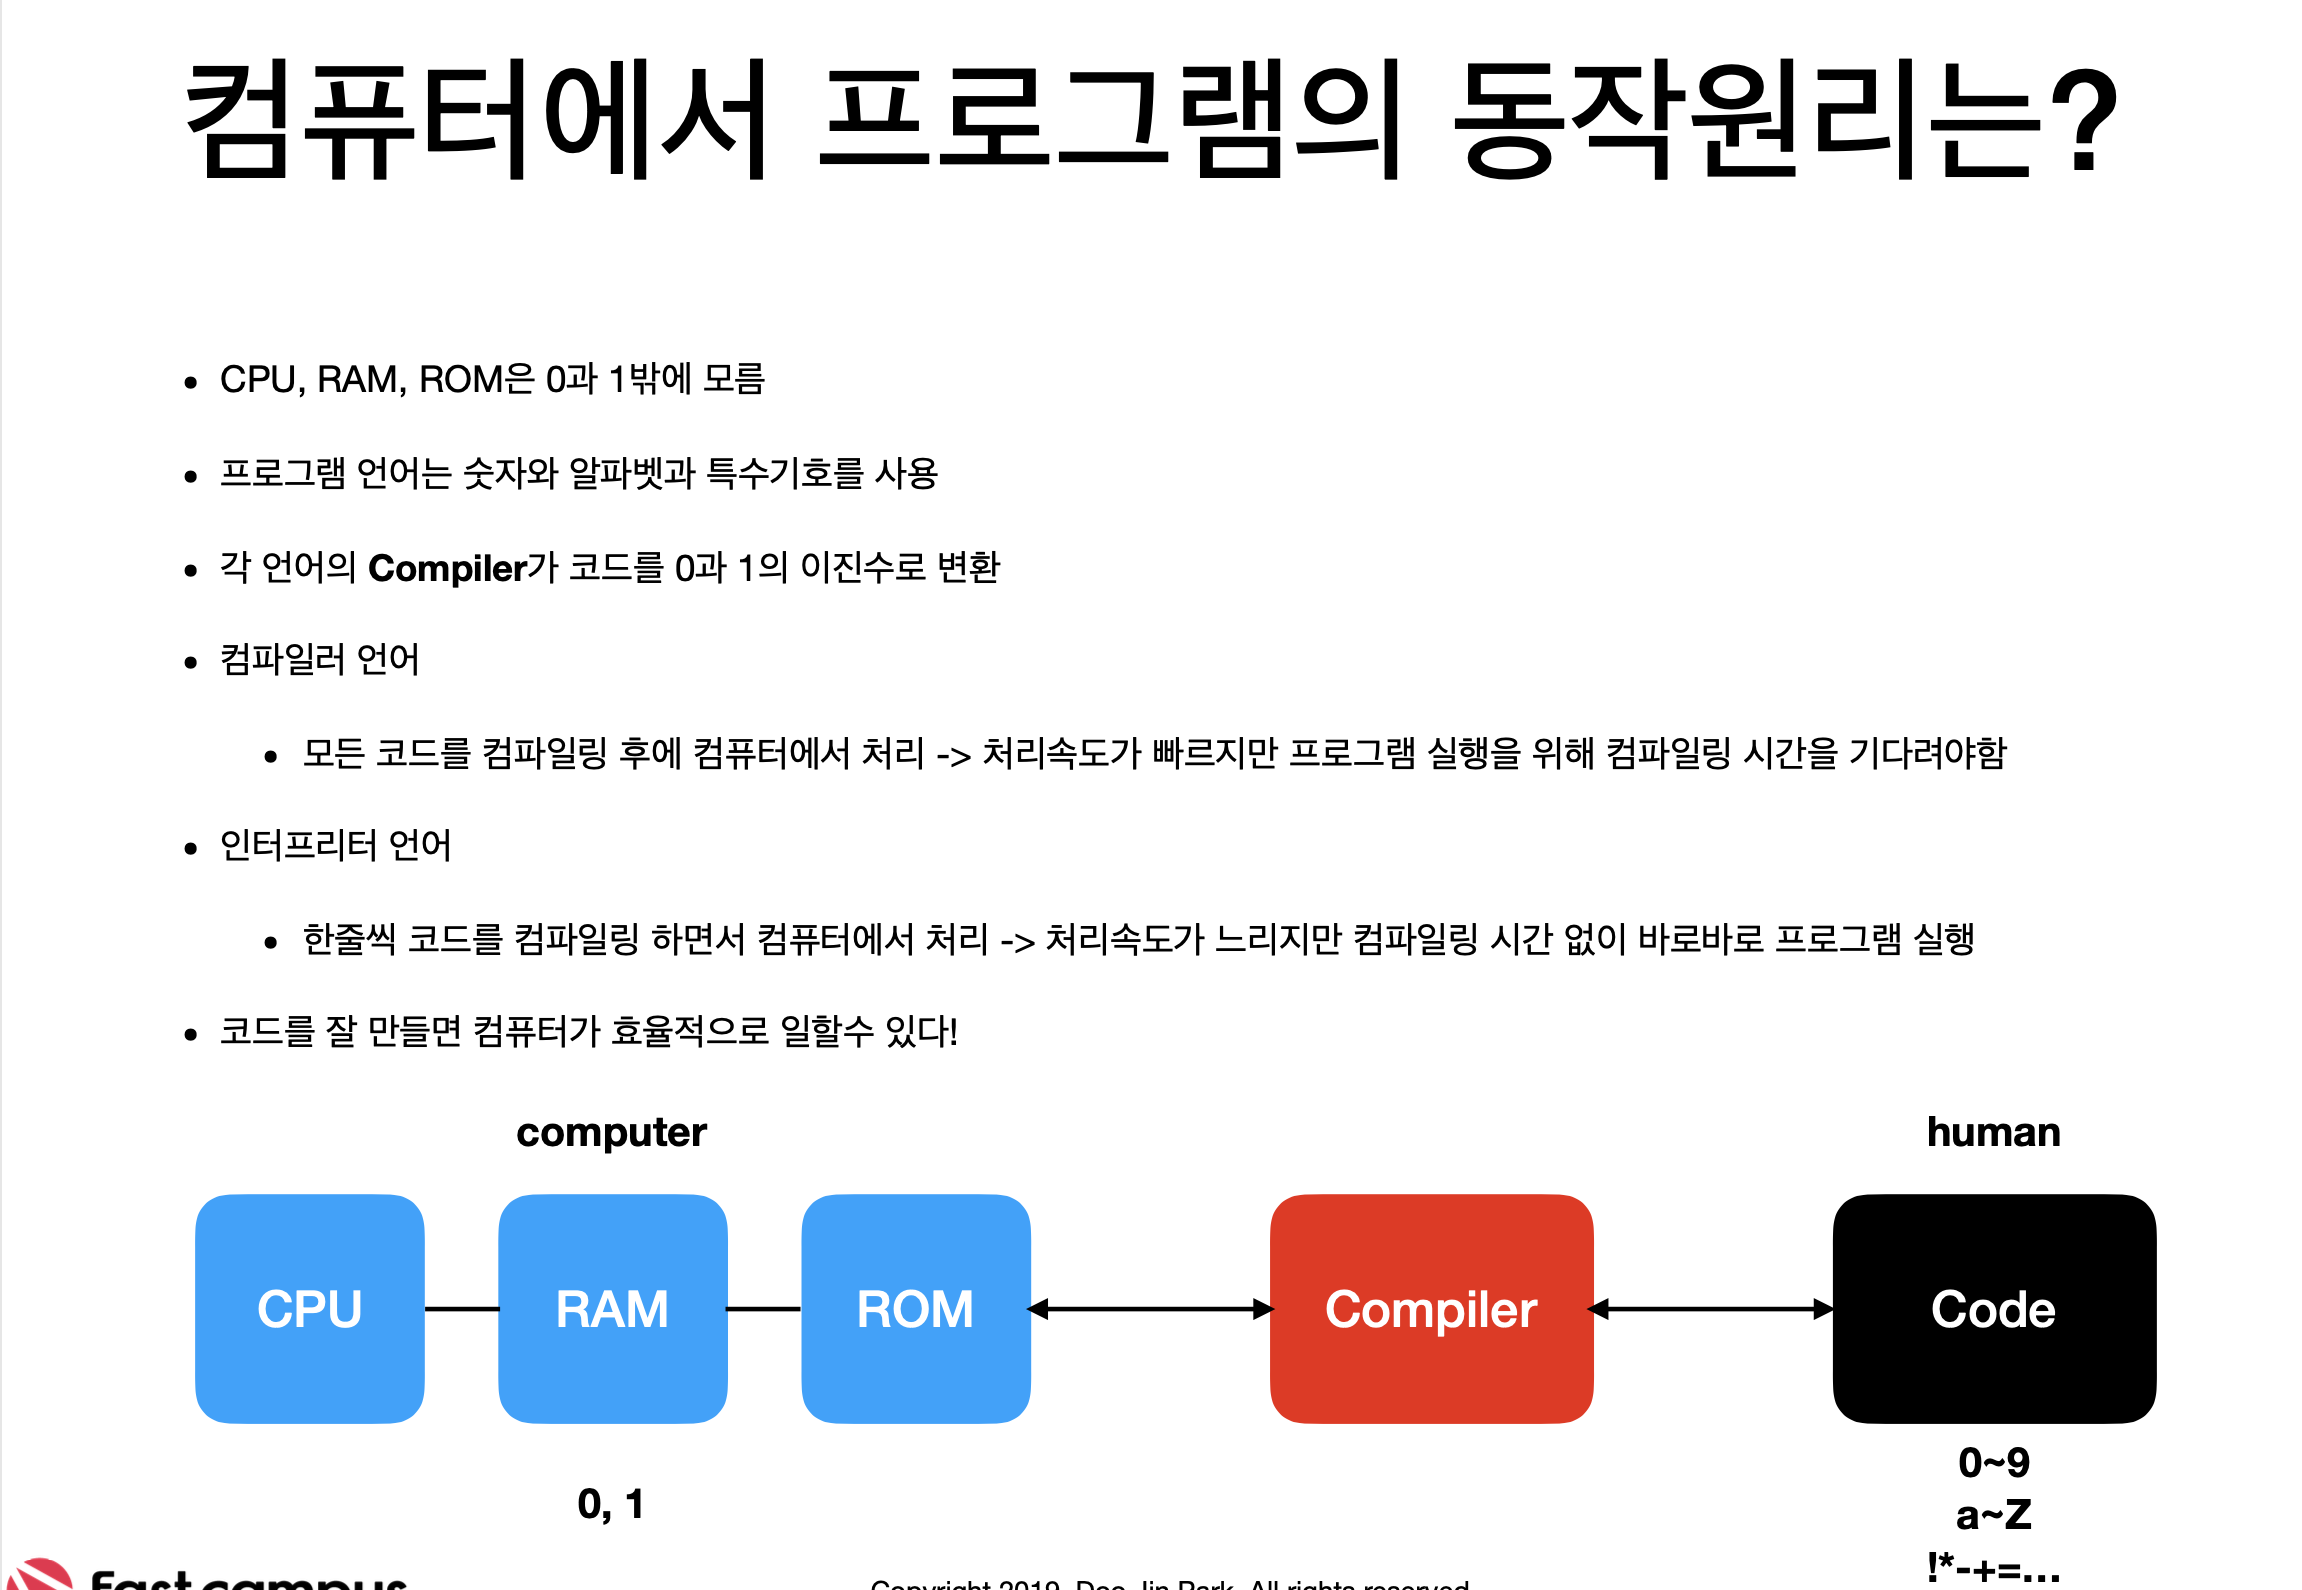 컴퓨터에서 프로그램의 동작원리는?
• CPU, RAM, ROM은 0과 1밖에 모름
• 프로그램 언어는 숫자와 알파벳과 특수기호를 사용
• 각 언어의 Compiler가 코드를 0과 1의 이진수로 변환
• 컴파일러 언어
• 모든 코드를 컴파일링 후에 컴퓨터에서 처리 -> 처리속도가 빠르지만 프로그램 실행을 위해 컴파일링 시간을 기다려야함
• 인터프리터 언어
• 한줄씩 코드를 컴파일링 하면서 컴퓨터에서 처리 -> 처리속도가 느리지만 컴파일링 시간 없이 바로바로 프로그램 실행
• 코드를 잘 만들면 컴퓨터가 효율적으로 일할수 있다!
computer
human
CPU
RAM
ROM
Compiler
Code
0, 1
0~9
a~Z
!*-+=...
fast campus
Copyright 2019. Doo Jin Park. All rights reserved